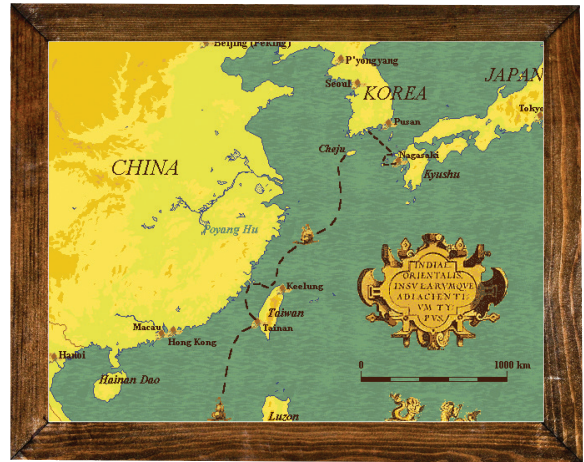 Beijing (Peking)
P'yongyang
JAPAN
Seoul
KOREA
Tokyo
Pusan
Cheju
Nagasaki
CHINA
Kyushu
Poyang Hu
INDIAE
ORIENTALIS
INSVLARVMQVE
ADIACIENTI
VM TY
PVS.
Keelung
Taiwan
Macau
Tainan
Hong Kong
Hanoi
0 1000 km
Hainan Dao
Luzon